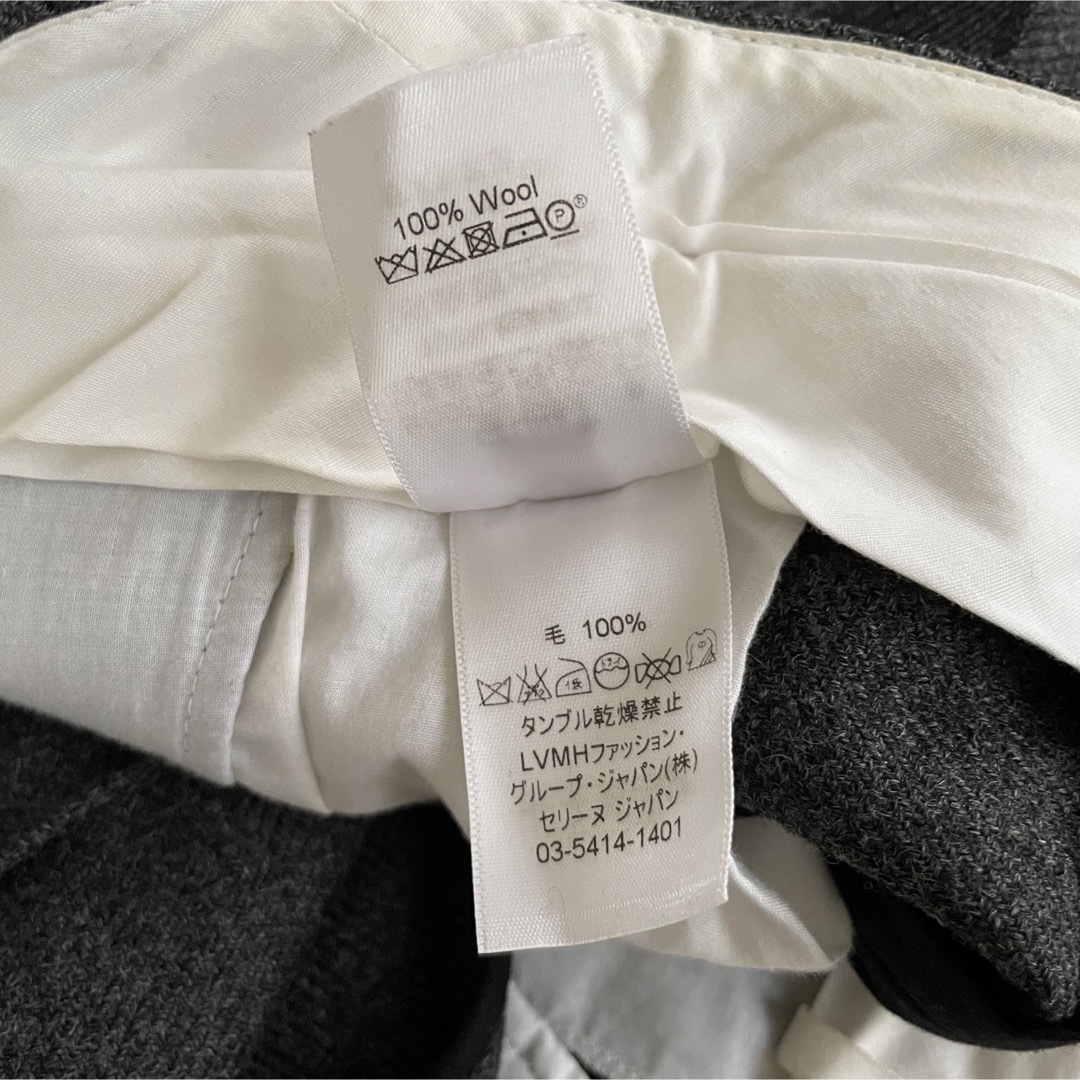 100% Wool
P®
毛 100%
タンブル乾燥禁止
LVMHファッション・
グループ・ジャパン(株)
セリーヌ ジャパン
03-5414-1401